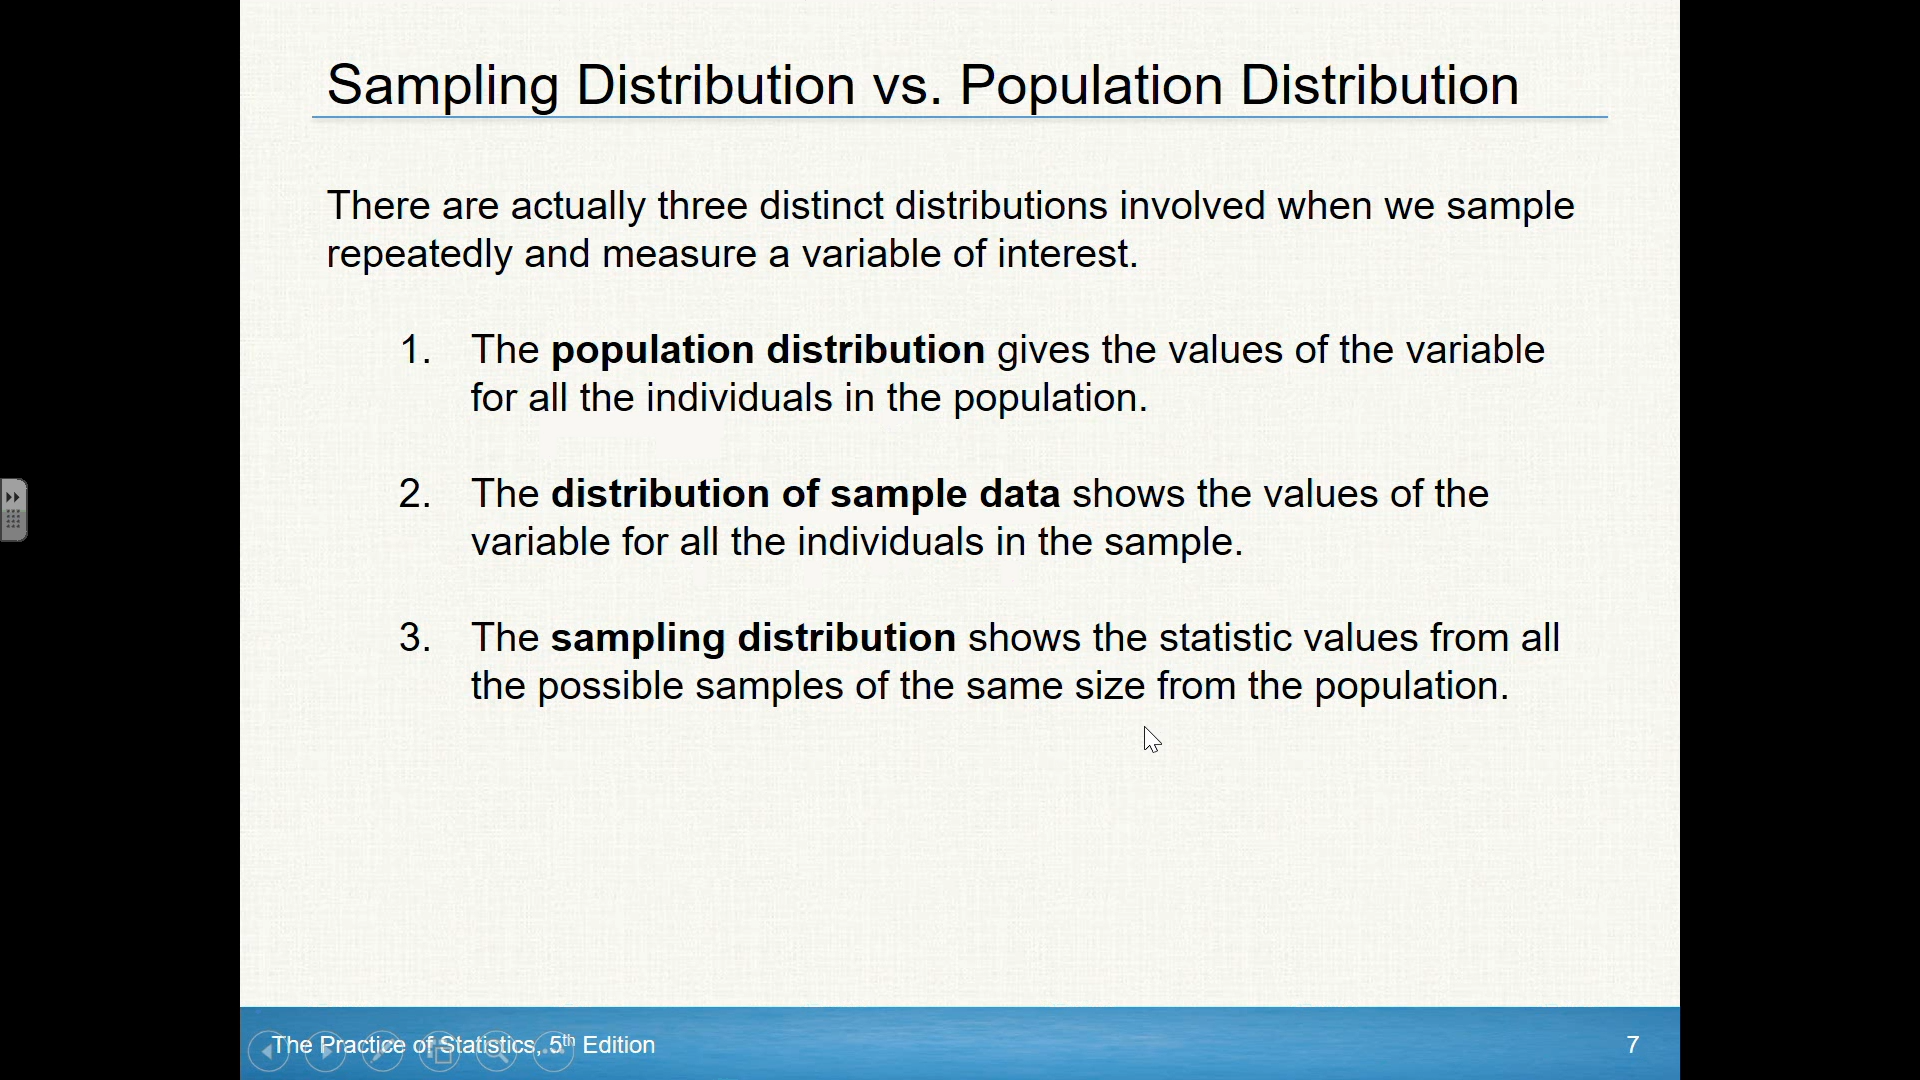 Sampling Distribution vs. Population Distribution
There are actually three distinct distributions involved when we sample
repeatedly and measure a variable of interest.
1. The population distribution gives the values of the variable
for all the individuals in the population.
2. The distribution of sample data shows the values of the
variable for all the individuals in the sample.
3. The sampling distribution shows the statistic values from all
the possible samples of the same size from the population.
The Practice of Statistics, 5th Edition
7